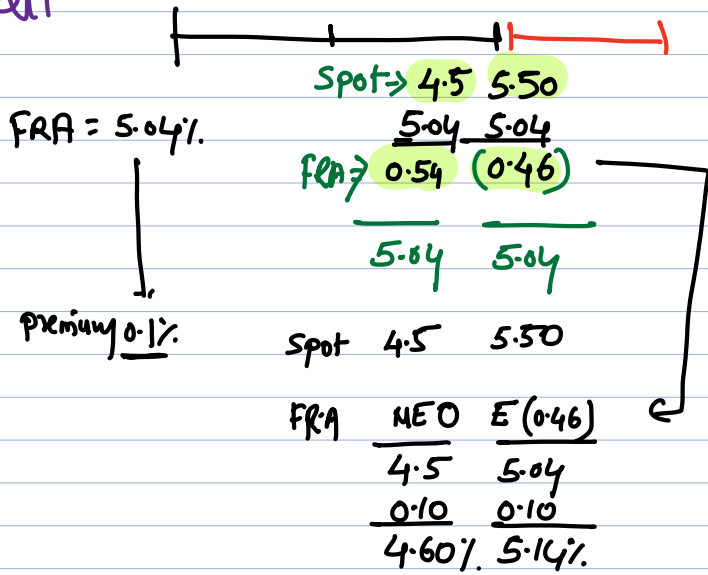 Spot→ 4.5 5.50
FRA = 5.04% 5.04 5.04
FRA→ 0.54 (0.46)
5.04 5.04
premium 0.1%
Spot 4.5 5.50
FRA NEO E (0.46)
4.5 5.04
0.10 0.10
4.60% 5.14%